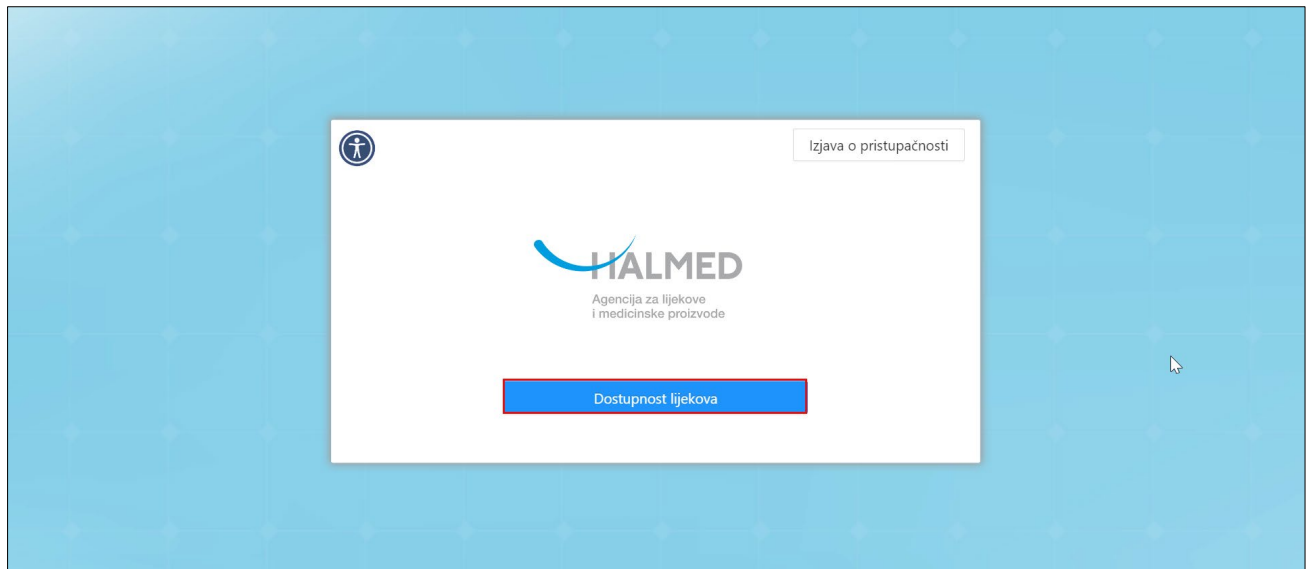 Izjava o pristupačnosti
HALMED
Agencija za lijekove
i medicinske proizvode
Dostupnost lijekova